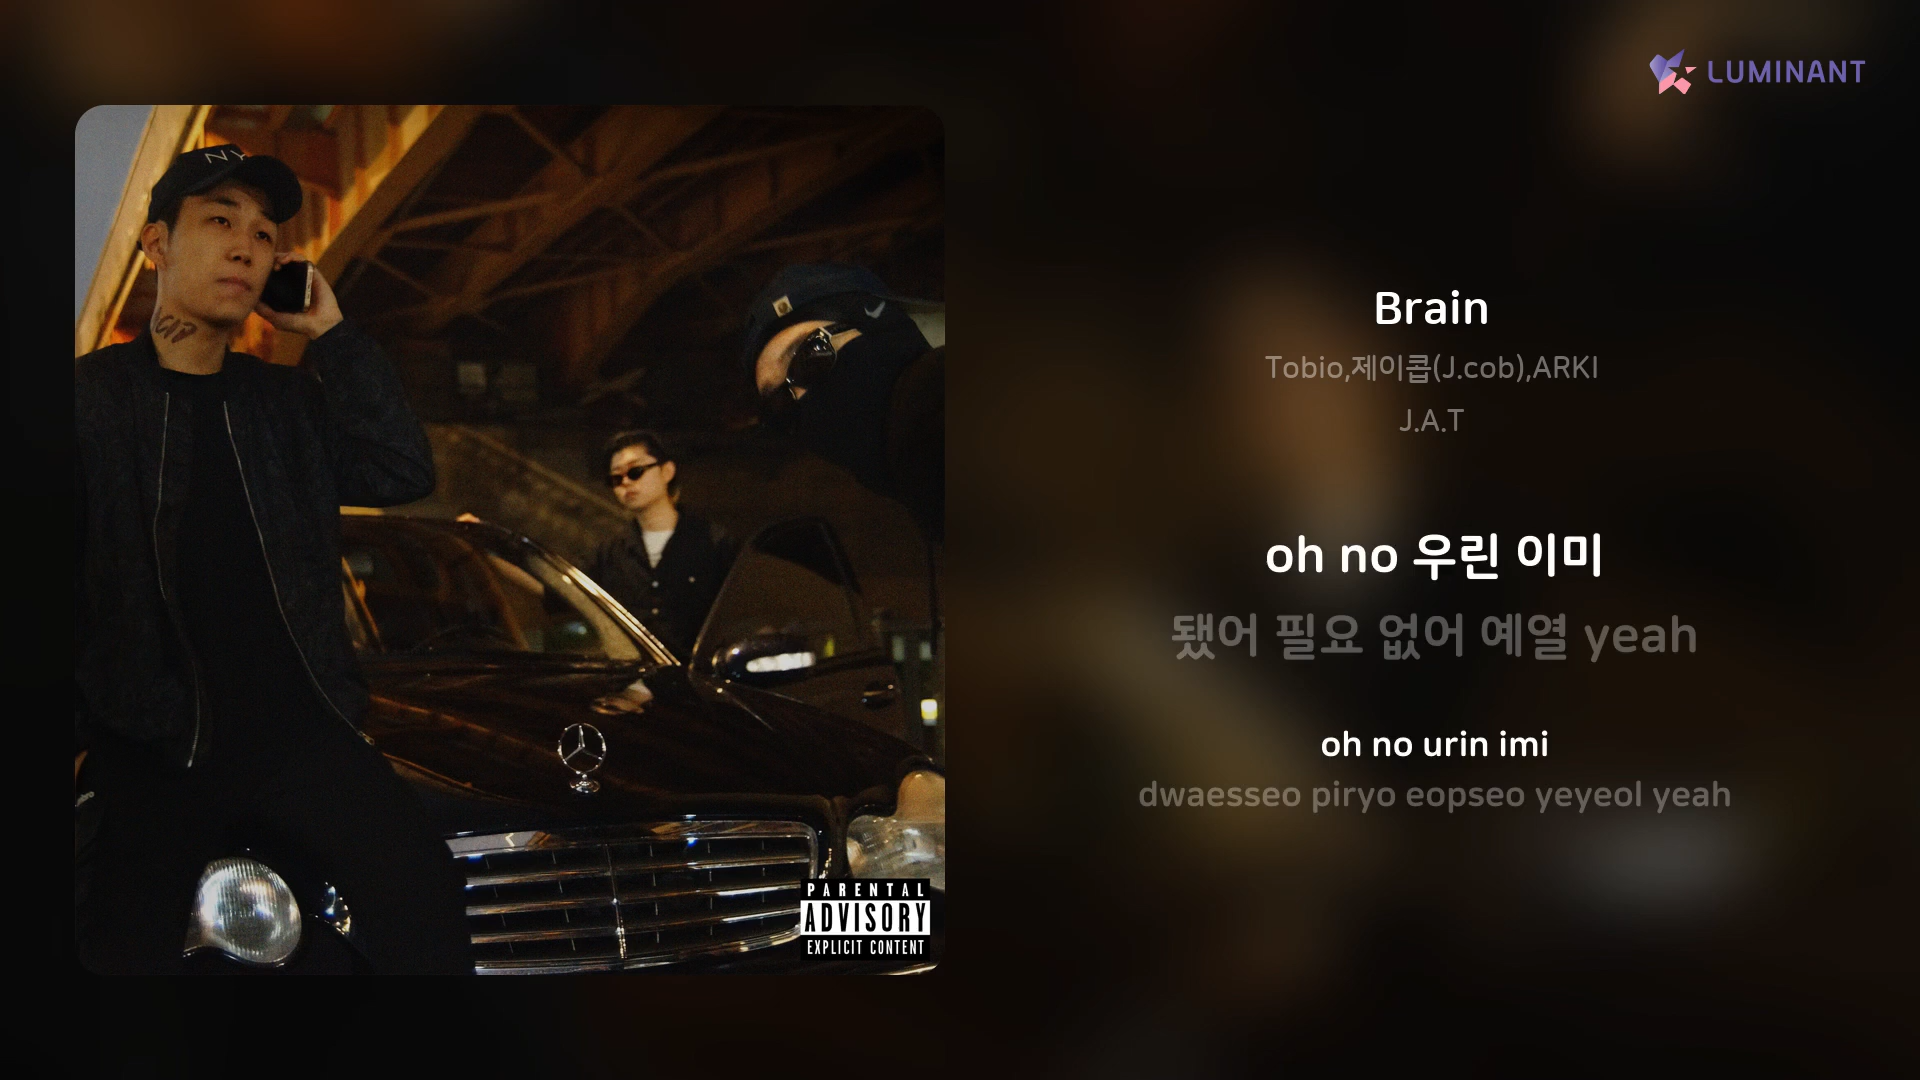 LUMINANT
NY
Brain
Tobio,제이콥(J.cob),ARKI
J.A.T
oh no 우린 이미
됐어 필요 없어 예열 yeah
oh no urin imi
dwaesseo piryo eopseo yeyeol yeah
PARENTAL
ADVISORY
EXPLICIT CONTENT